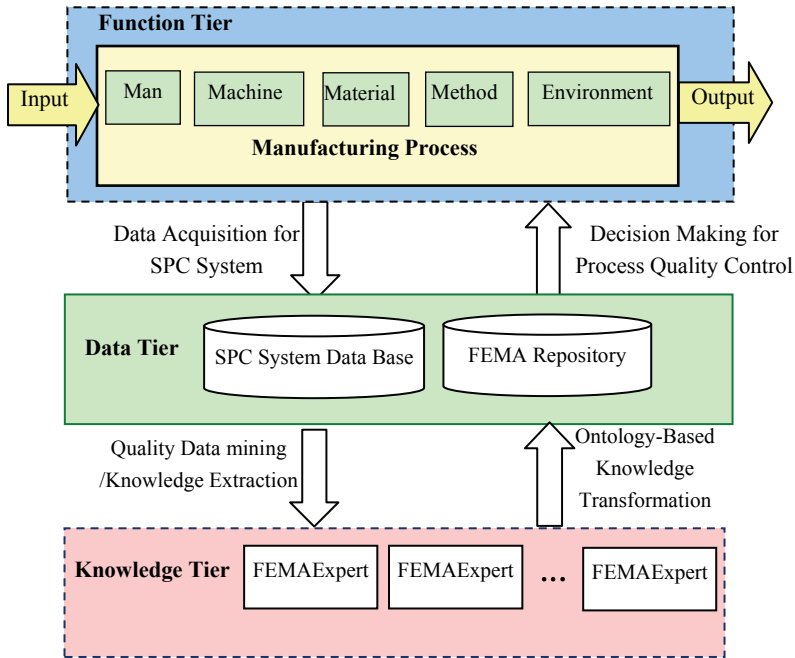 Function Tier
Input
Man
Machine
Material
Method
Environment
Output
Manufacturing Process
Data Acquisition for
SPC System
Decision Making for
Process Quality Control
Data Tier
SPC System Data Base
FEMA Repository
Quality Data mining
/Knowledge Extraction
Ontology-Based
Knowledge
Transformation
Knowledge Tier
FEMAExpert
FEMAExpert
...
FEMAExpert